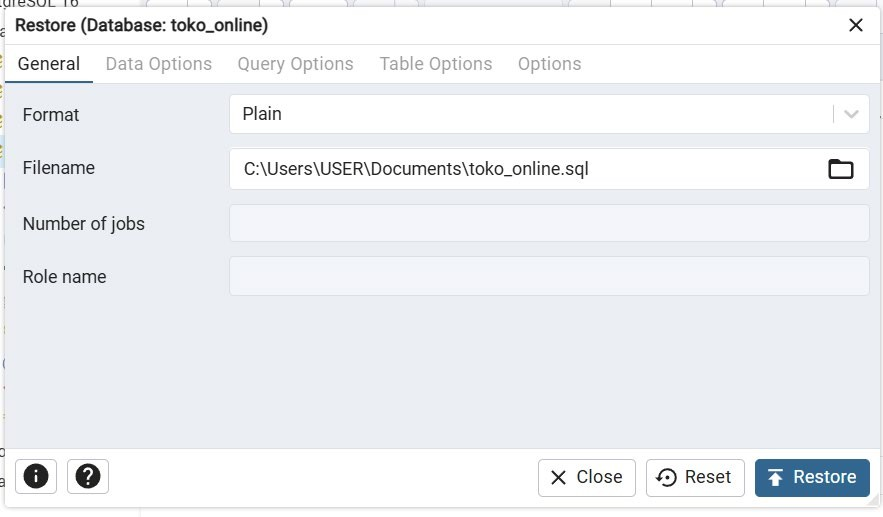 Restore (Database: toko_online)
General Data Options Query Options Table Options Options
Format Plain
Filename C:\Users\USER\Documents\toko_online.sql
Number of jobs
Role name
Close Reset Restore